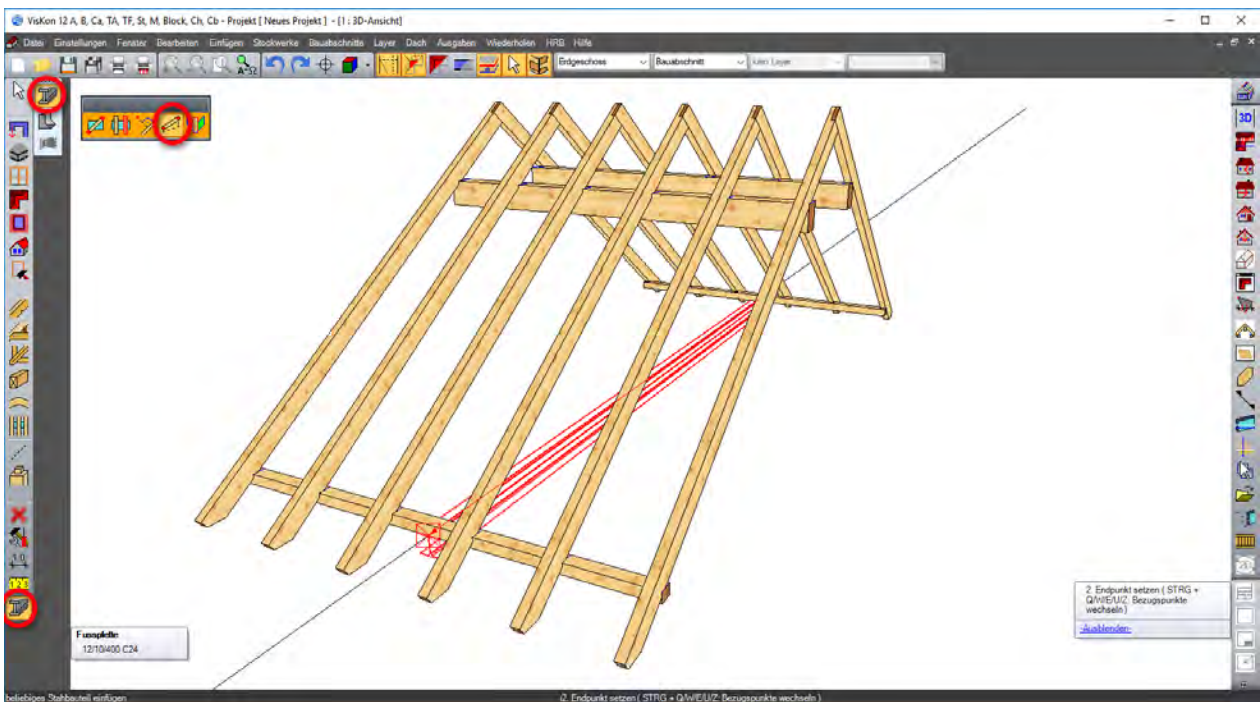 VisKon 12 A, B, Ca, TA, TF, St, M, Block, Ch, Cb - Projekt [ Neues Projekt ] - [1 : 3D-Ansicht]
Datei Einstellungen Fenster Bearbeiten Einfügen Stockwerke Bauabschnitte Layer Dach Ausgaben Wiederholen HRB Hilfe
Erdgeschoss Bauabschnitt kein Layer
3D
2. Endpunkt setzen ( STRG +
Q/W/E/U/Z: Bezugspunkte
wechseln )
-Ausblenden-
Fusspfette
12/10/400 C24
beliebiges Stahbauteil einfügen
2. Endpunkt setzen ( STRG + Q/W/E/U/Z: Bezugspunkte wechseln )